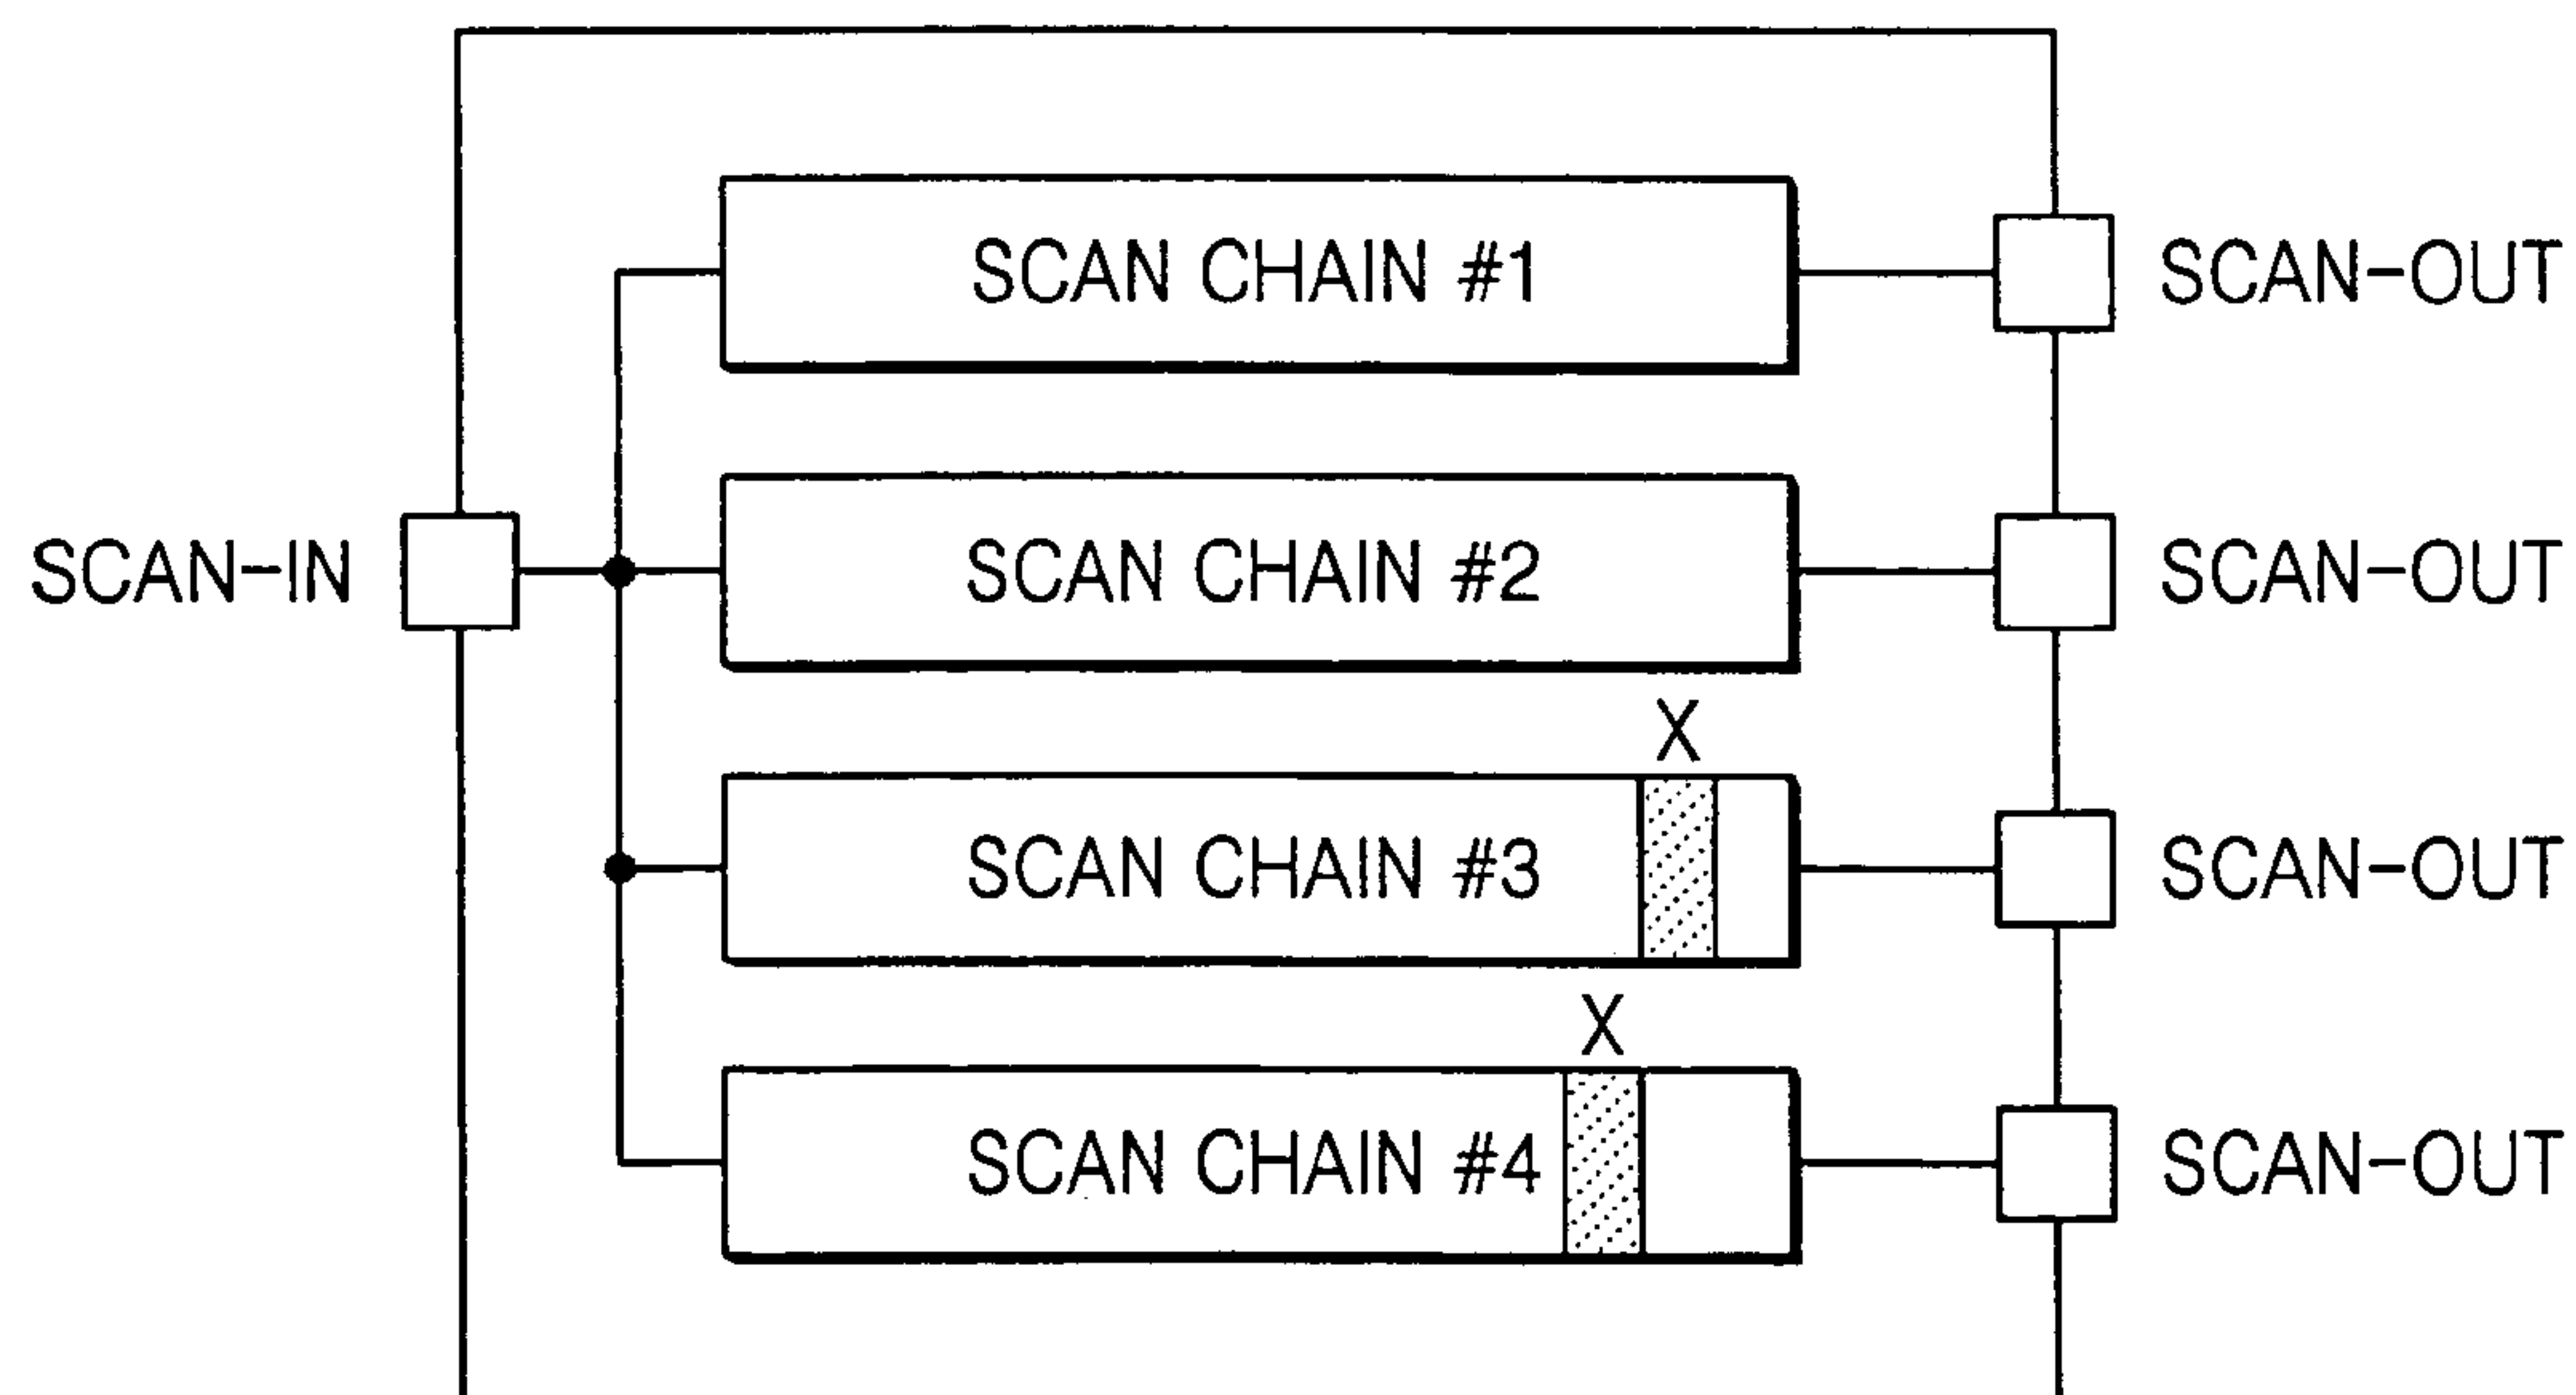 SCAN CHAIN #1
SCAN-OUT
SCAN-IN
SCAN CHAIN #2
SCAN-OUT
X
SCAN CHAIN #3
SCAN-OUT
X
SCAN CHAIN #4
SCAN-OUT